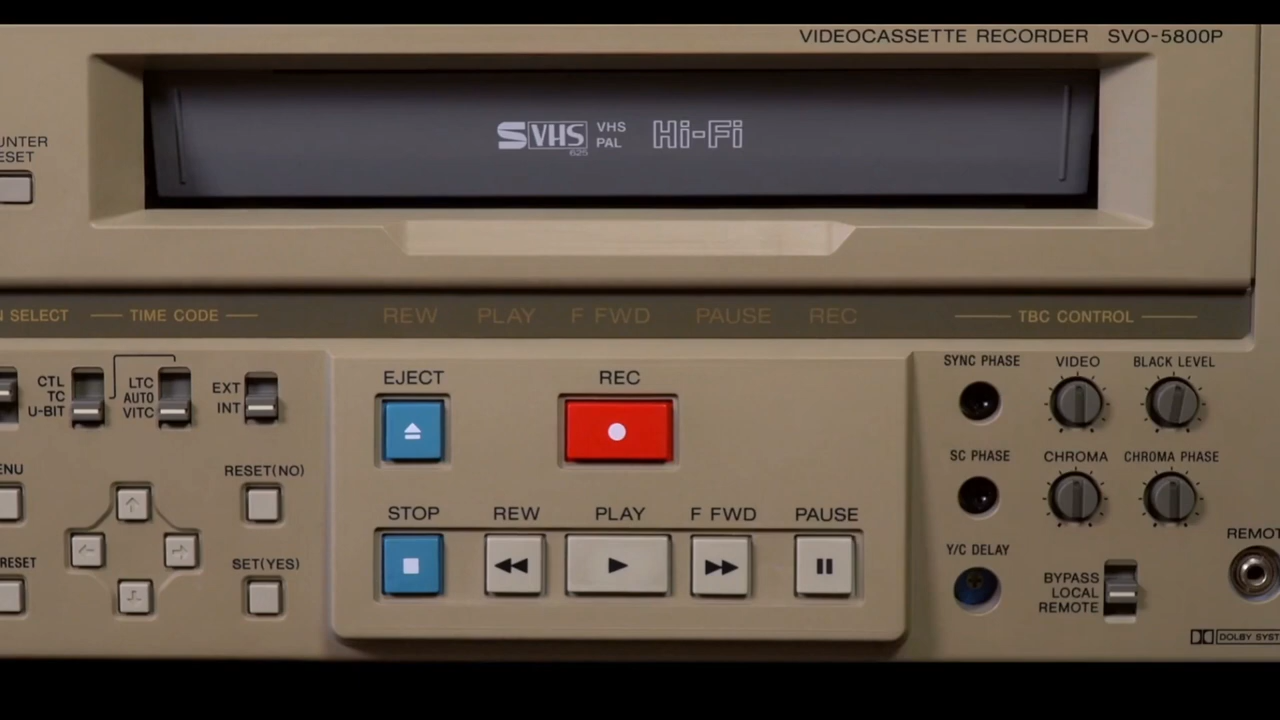 VIDEOCASSETTE RECORDER SVO-5800P
S VHS 625 VHS PAL Hi-Fi
UNTER
ESET
N SELECT TIME CODE REW PLAY F FWD PAUSE REC TBC CONTROL
CTL
TC
U-BIT
LTC
AUTO
VITC
EXT
INT
EJECT
REC
SYNC PHASE
VIDEO
BLACK LEVEL
ENU
RESET(NO)
SC PHASE
CHROMA
CHROMA PHASE
STOP
REW
PLAY
F FWD
PAUSE
RESET
SET(YES)
Y/C DELAY
BYPASS
LOCAL
REMOTE
REMOT
DOLBY SYST